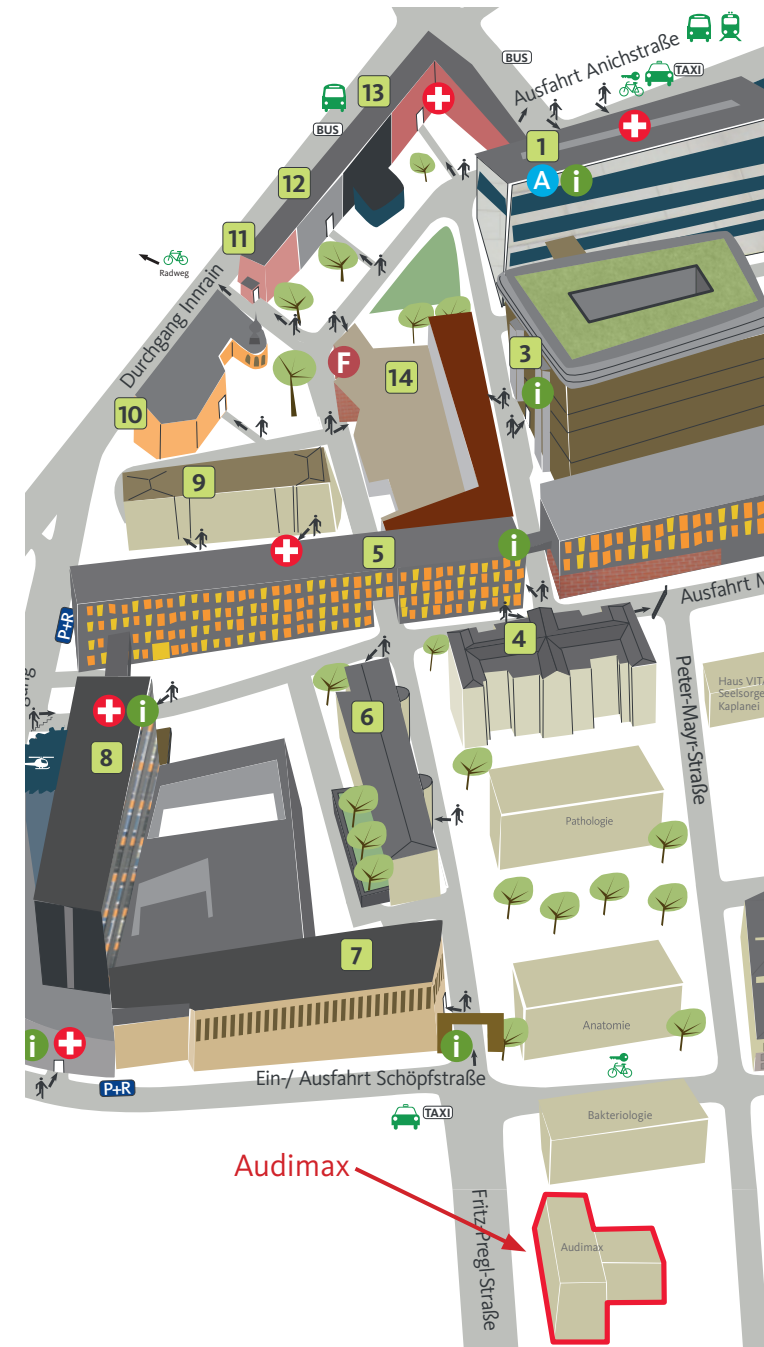 BUS
Ausfahrt Anichstraße
TAXI
13
BUS
1
A i
12
11
Radweg
Durchgang Innrain
3
F
14
i
10
9
5
i
P+R
4
Ausfahrt M
gang
Peter-Mayr-Straße
Haus VITA
Seelsorge
Kaplanei
6
i
8
Pathologie
7
Anatomie
i
i
Ein-/ Ausfahrt Schöpfstraße
P+R
TAXI
Bakteriologie
Audimax
Fritz-Pregl-Straße
Audimax